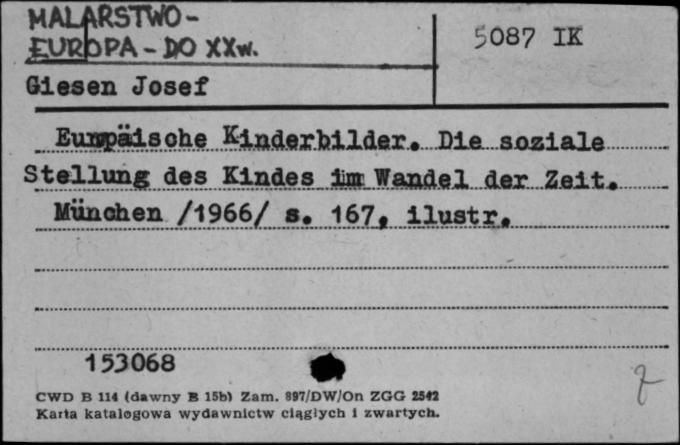 MALARSTWO-
EUROPA - DO XXw.
5087 IK
Giesen Josef
Europäische Kinderbilder. Die soziale
Stellung des Kindes im Wandel der Zeit.
München /1966/ s. 167, ilustr.
153068
CWD B 114 (dawny B 15b) Zam. 897/DW/On ZGG 2542
Karta katalogowa wydawnictw ciągłych i zwartych.